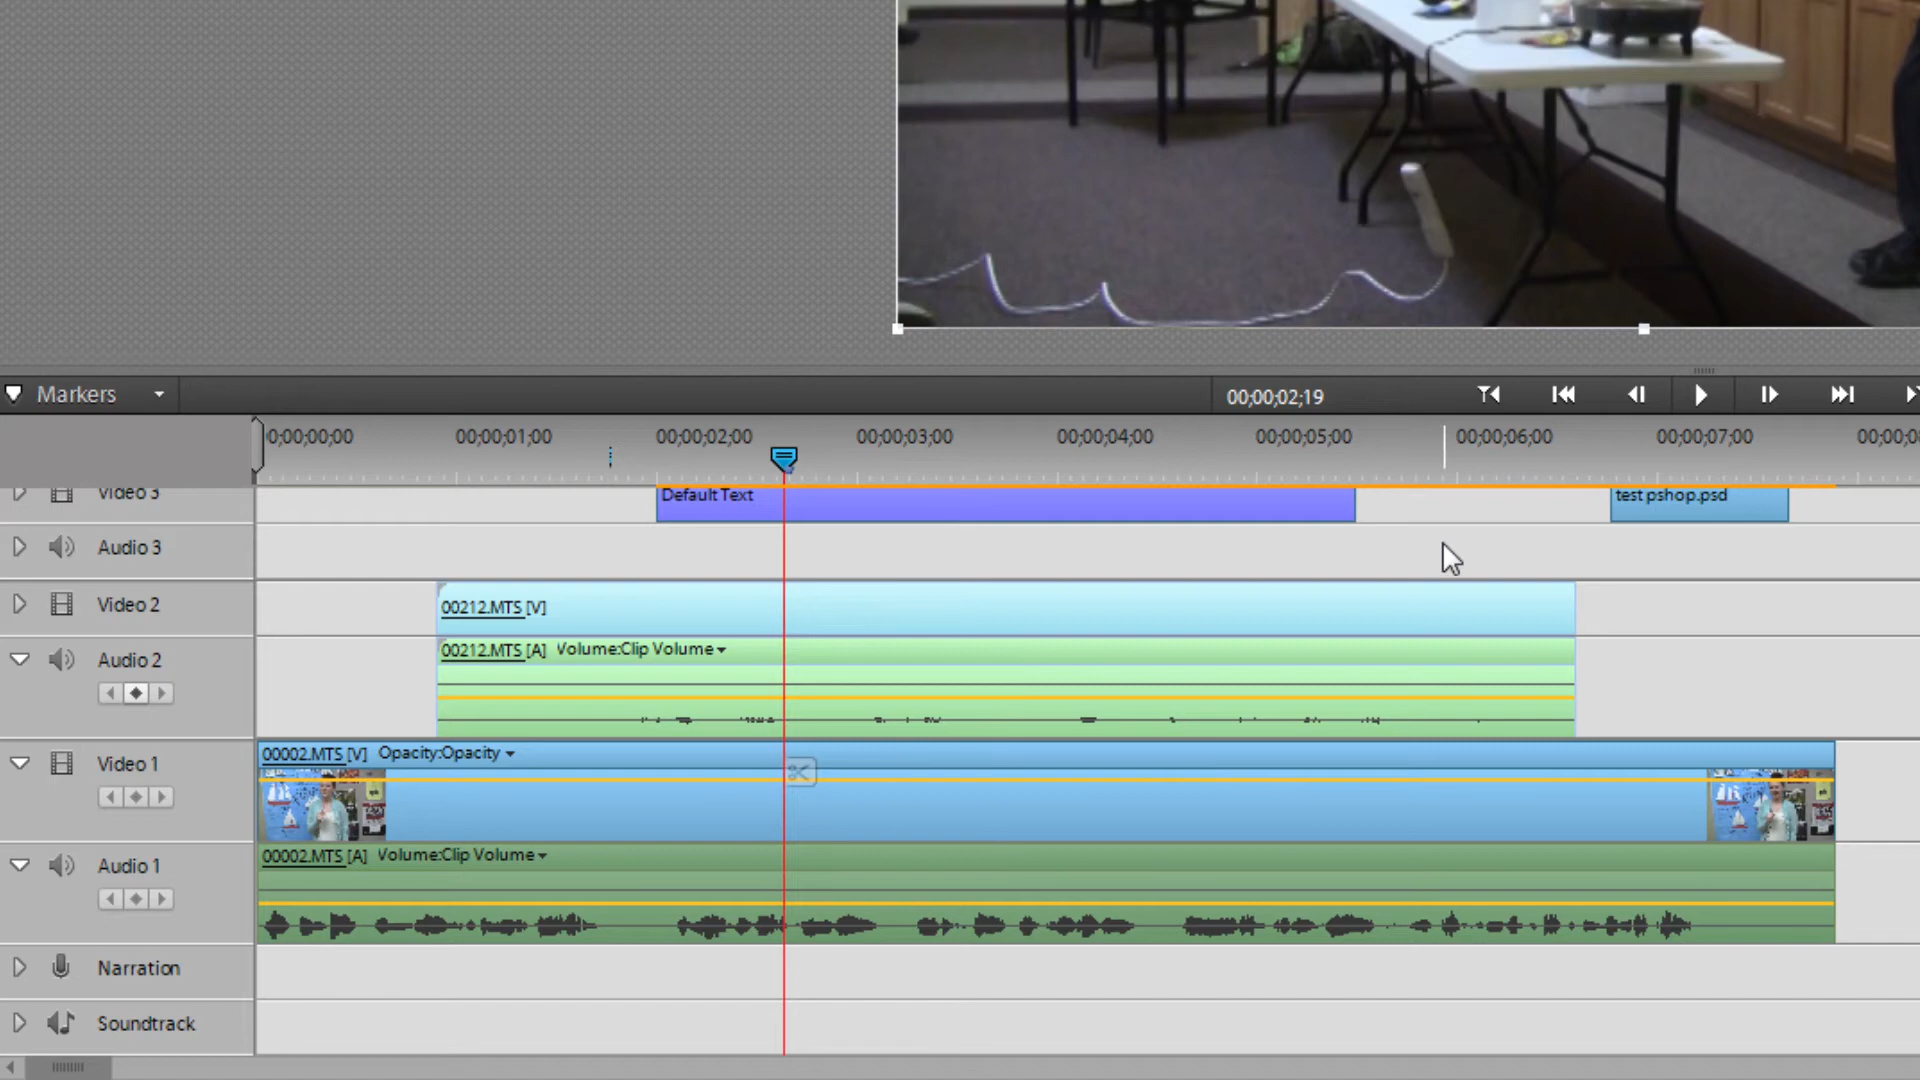 Markers
00;00;02;19
0;00;00;00 00;00;01;00 00;00;02;00 00;00;03;00 00;00;04;00 00;00;05;00 00;00;06;00 00;00;07;00 00;00;0
Video 3
Default Text
test pshop.psd
Audio 3
Video 2
00212.MTS [V]
Audio 2
00212.MTS [A] Volume:Clip Volume
Video 1
00002.MTS [V] Opacity:Opacity
Audio 1
00002.MTS [A] Volume:Clip Volume
Narration
Soundtrack